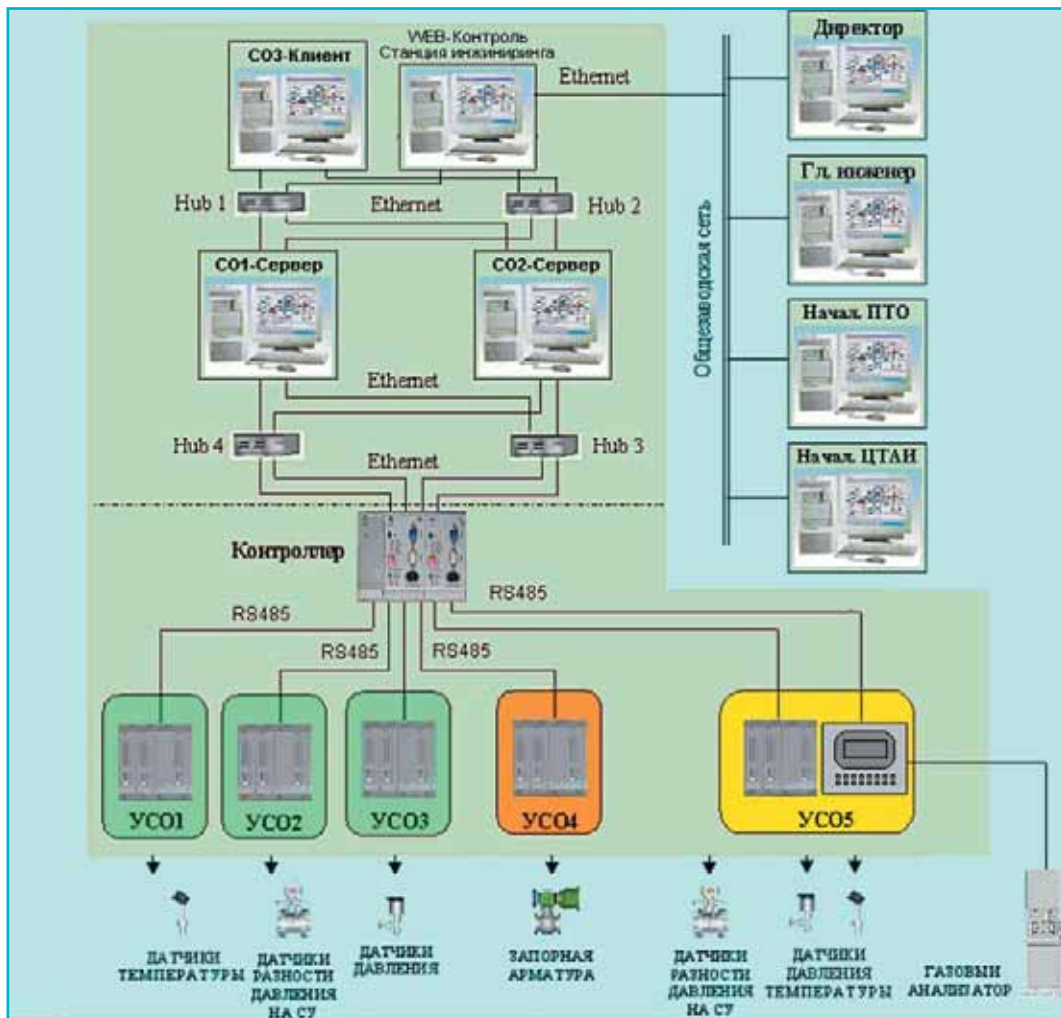 СО3-Клиент
WEB-Контроль
Станция инжиниринга
Ethernet
Директор
Гл. инженер
Начал. ПТО
Начал. ЦТАИ
Общезаводская сеть
Hub 1
Ethernet
Hub 2
СО1-Сервер
СО2-Сервер
Ethernet
Hub 4
Hub 3
Ethernet
Контроллер
RS485
RS485
RS485
RS485
УСО1
УСО2
УСО3
УСО4
УСО5
ДАТЧИКИ
ТЕМПЕРАТУРЫ
ДАТЧИКИ
РАЗНОСТИ
ДАВЛЕНИЯ
НА СУ
ДАТЧИКИ
ДАВЛЕНИЯ
ЗАПОРНАЯ
АРМАТУРА
ДАТЧИКИ
РАЗНОСТИ
ДАВЛЕНИЯ
НА СУ
ДАТЧИКИ
ДАВЛЕНИЯ
ТЕМПЕРАТУРЫ
ГАЗОВЫЙ
АНАЛИЗАТОР